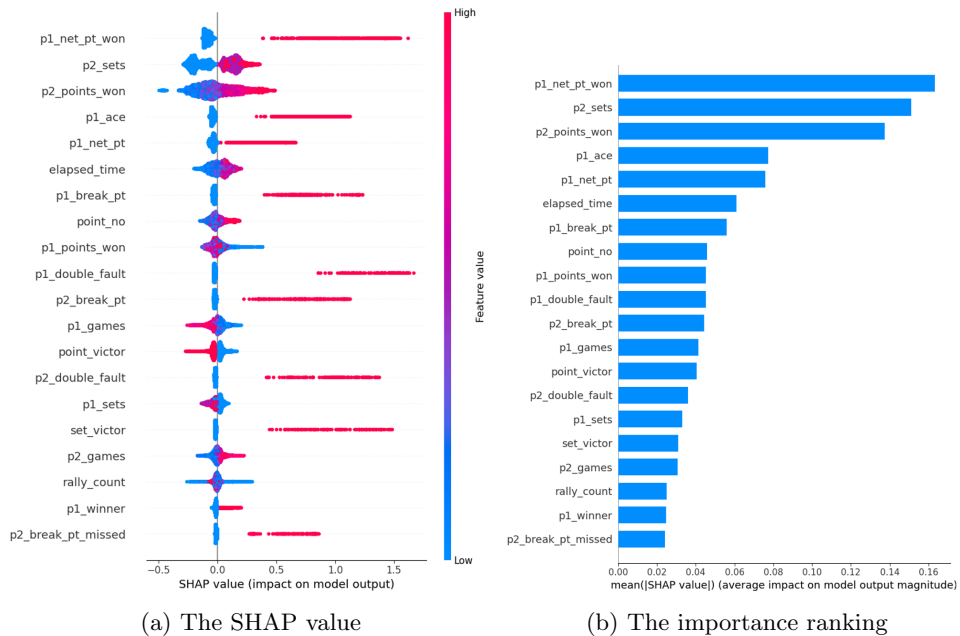 p1_net_pt_won
p2_sets
p2_points_won
p1_ace
p1_net_pt
elapsed_time
p1_break_pt
point_no
p1_points_won
p1_double_fault
p2_break_pt
p1_games
point_victor
p2_double_fault
p1_sets
set_victor
p2_games
rally_count
p1_winner
p2_break_pt_missed
−0.5 0.0 0.5 1.0 1.5
SHAP value (impact on model output)
High
Feature value
Low
(a) The SHAP value
p1_net_pt_won
p2_sets
p2_points_won
p1_ace
p1_net_pt
elapsed_time
p1_break_pt
point_no
p1_points_won
p1_double_fault
p2_break_pt
p1_games
point_victor
p2_double_fault
p1_sets
set_victor
p2_games
rally_count
p1_winner
p2_break_pt_missed
0.00 0.02 0.04 0.06 0.08 0.10 0.12 0.14 0.16
mean(|SHAP value|) (average impact on model output magnitude)
(b) The importance ranking